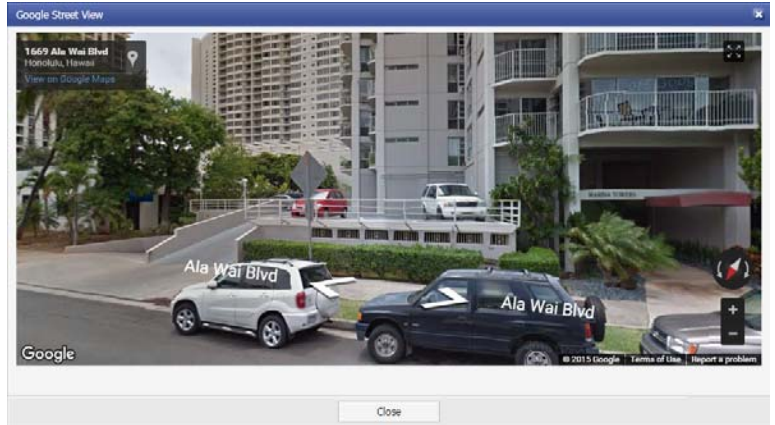 Google Street View
1669 Ala Wai Blvd
Honolulu, Hawaii
View on Google Maps
Ala Wai Blvd
Ala Wai Blvd
Google
© 2015 Google
Terms of Use
Report a problem
Close